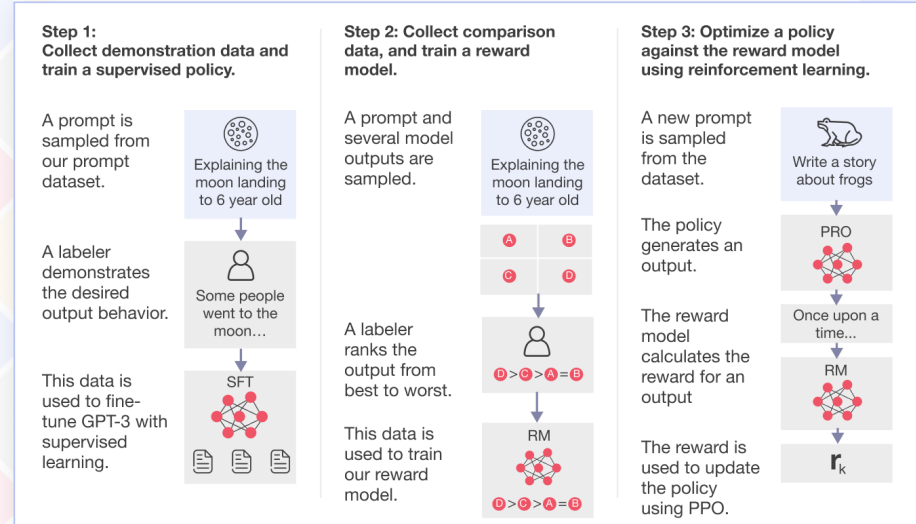 Step 1:
Collect demonstration data and
train a supervised policy.
A prompt is
sampled from
our prompt
dataset.
Explaining the
moon landing
to 6 year old
A labeler
demonstrates
the desired
output behavior.
Some people
went to the
moon...
This data is
used to fine-
tune GPT-3 with
supervised
learning.
SFT
Step 2: Collect comparison
data, and train a reward
model.
A prompt and
several model
outputs are
sampled.
Explaining the
moon landing
to 6 year old
A B
C D
A labeler
ranks the
output from
best to worst.
D > C > A = B
This data is
used to train
our reward
model.
RM
D > C > A = B
Step 3: Optimize a policy
against the reward model
using reinforcement learning.
A new prompt
is sampled
from the
dataset.
Write a story
about frogs
The policy
generates an
output.
PRO
Once upon a
time...
The reward
model
calculates the
reward for an
output
RM
The reward is
used to update
the policy
using PPO.
rk